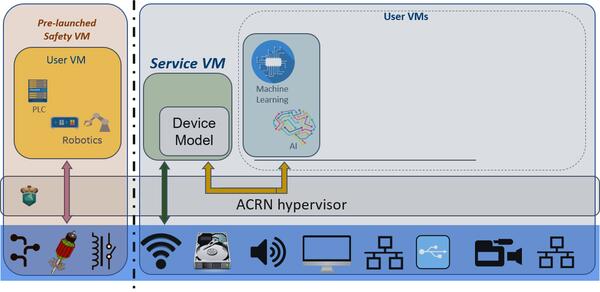 Pre-launched
Safety VM
User VM
PLC
Robotics
Service VM
Device
Model
User VMs
Machine
Learning
AI
ACRN hypervisor